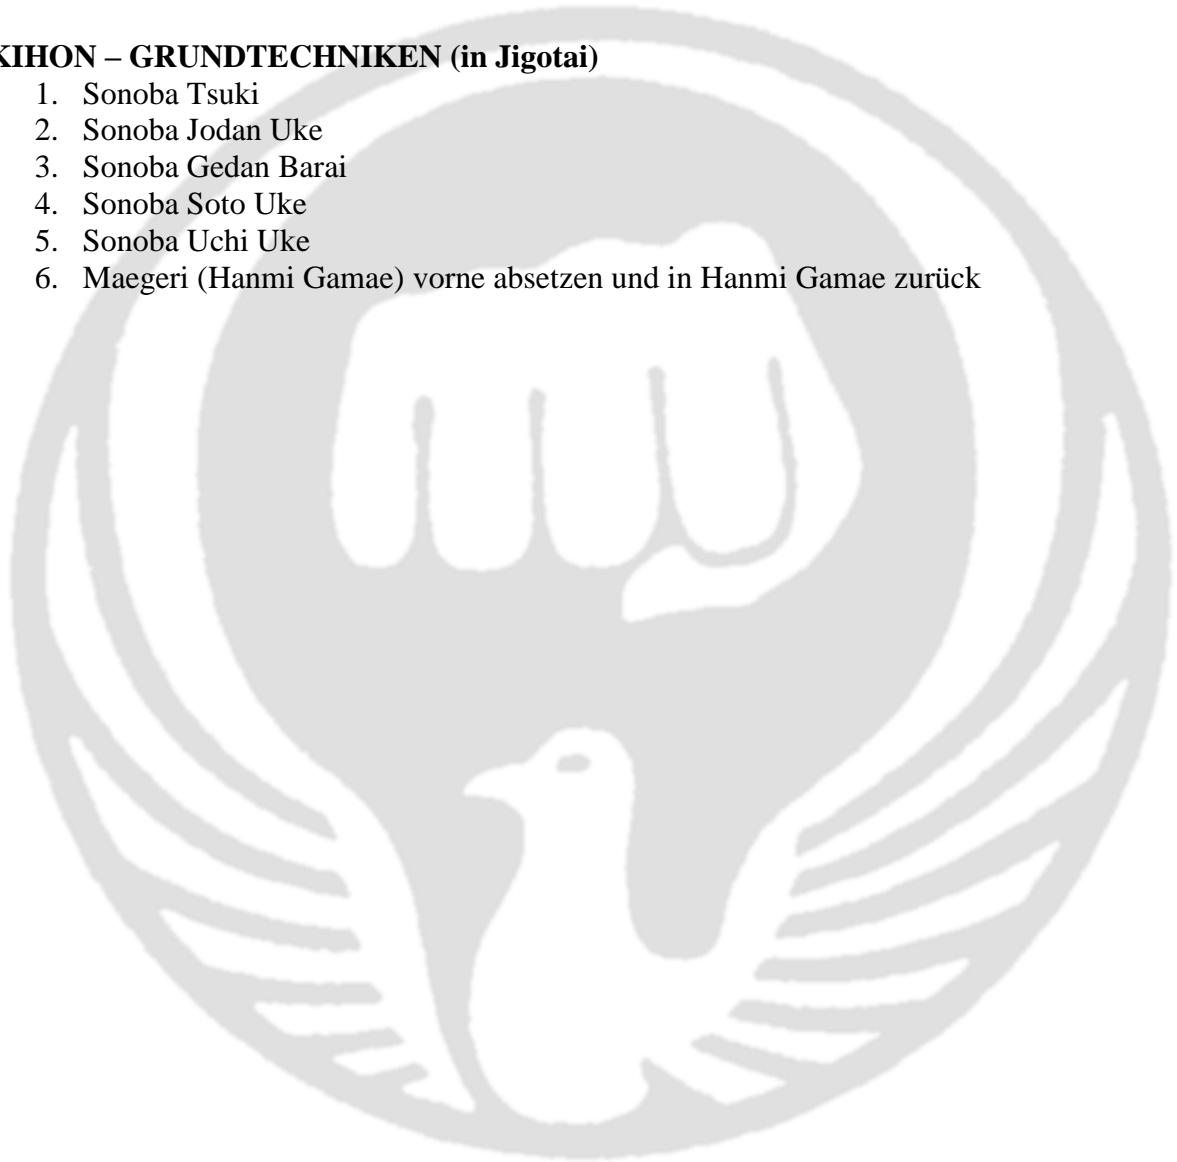 KIHON – GRUNDTECHNIKEN (in Jigotai)
1. Sonoba Tsuki
2. Sonoba Jodan Uke
3. Sonoba Gedan Barai
4. Sonoba Soto Uke
5. Sonoba Uchi Uke
6. Maegeri (Hanmi Gamae) vorne absetzen und in Hanmi Gamae zurück